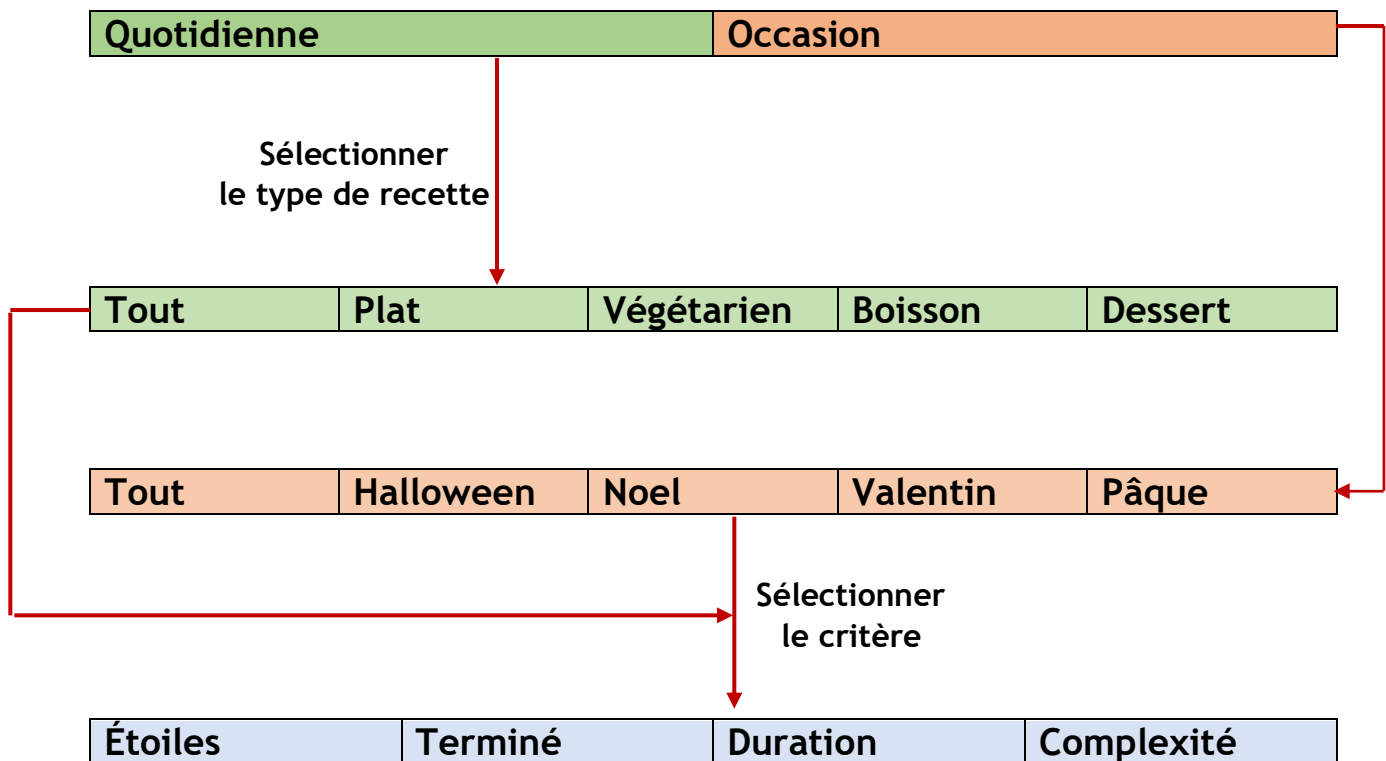 Quotidienne Occasion
Sélectionner
le type de recette
Tout Plat Végétarien Boisson Dessert
Tout Halloween Noel Valentin Pâque
Sélectionner
le critère
Étoiles Terminé Duration Complexité